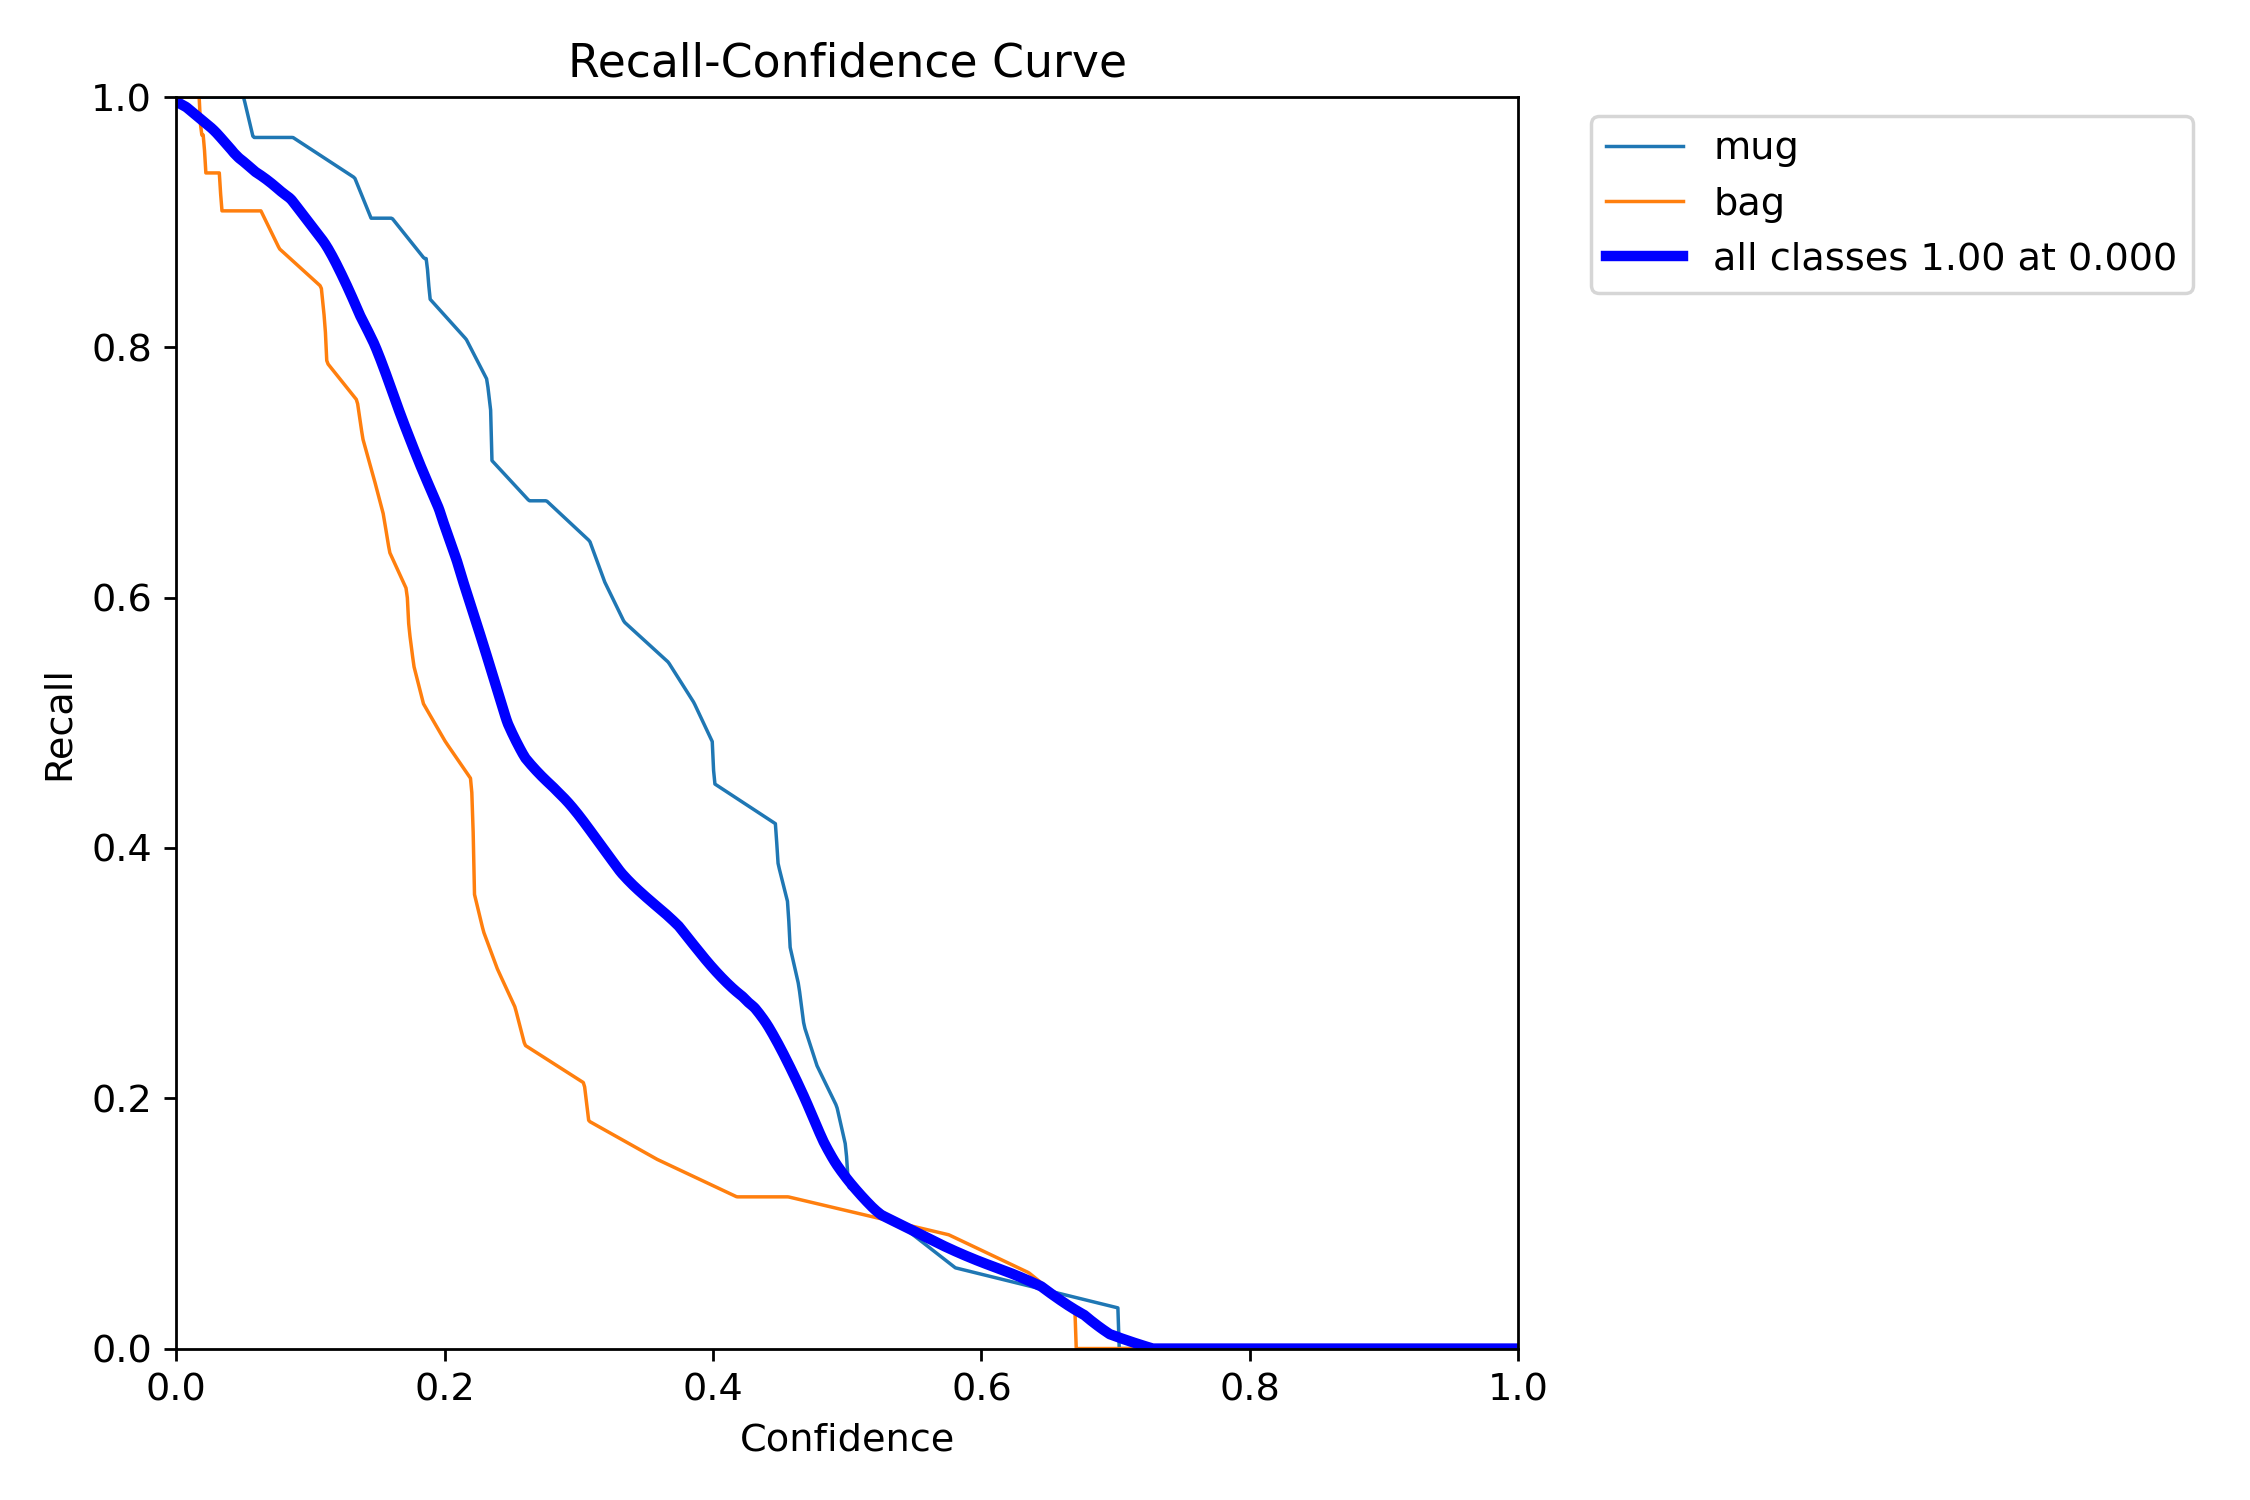 Recall-Confidence Curve
1.0
0.8
0.6
0.4
0.2
0.0
Recall
0.0 0.2 0.4 0.6 0.8 1.0
Confidence
mug
bag
all classes 1.00 at 0.000